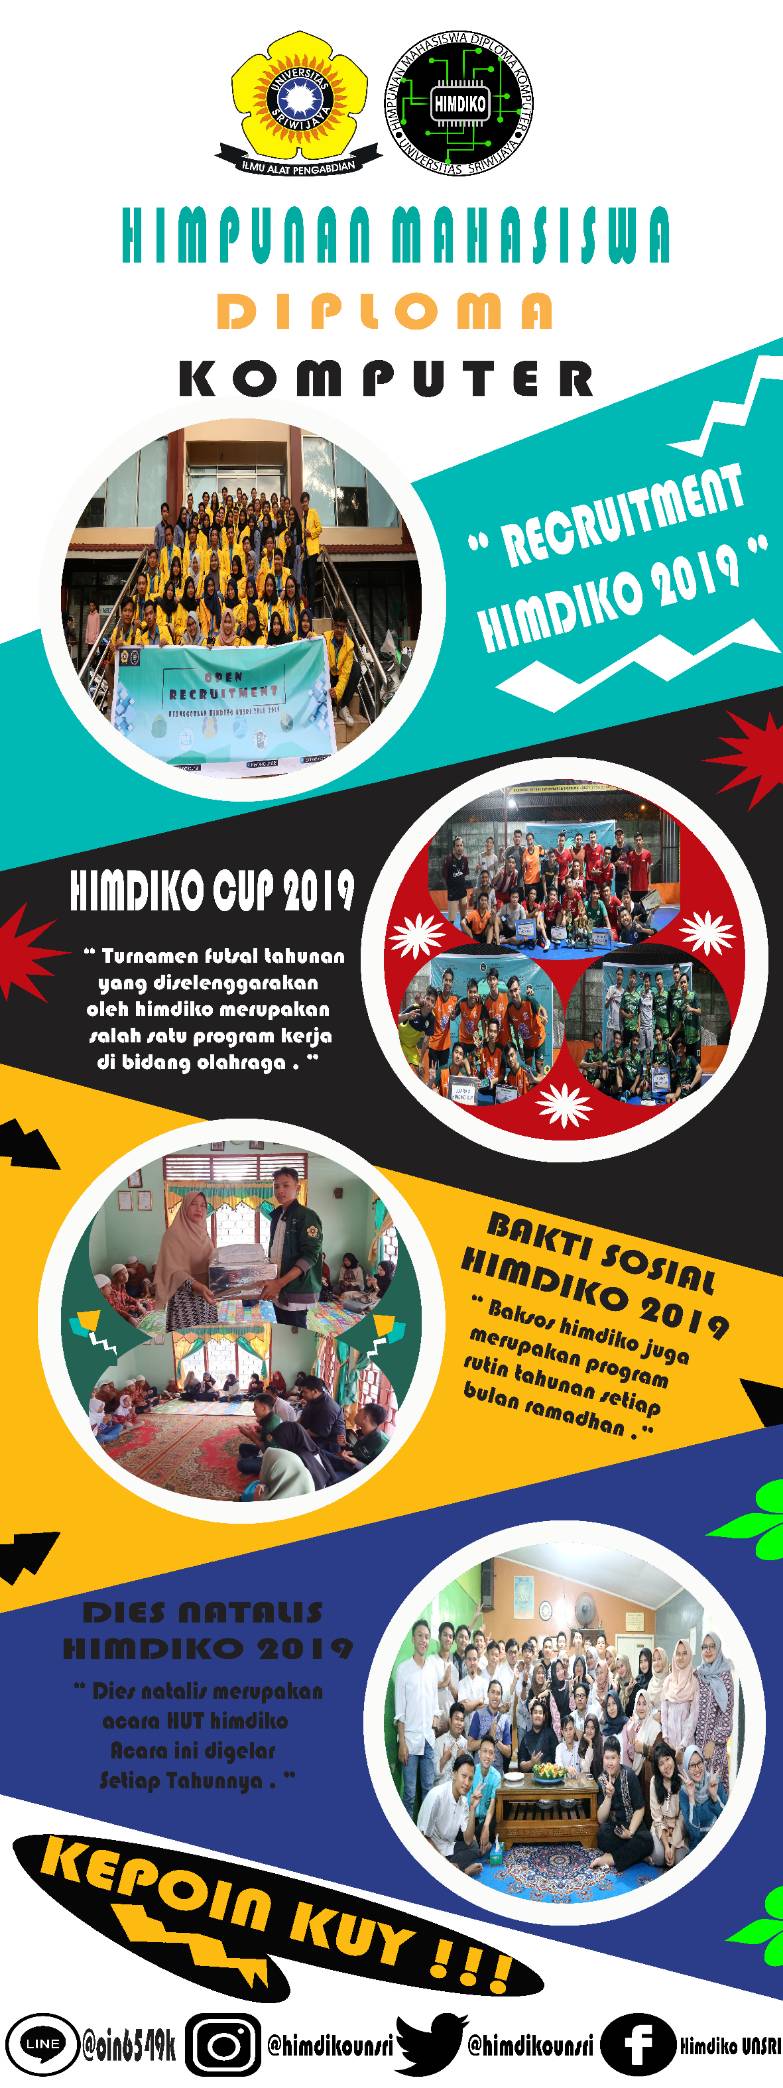 UNIVERSITAS SRIWIJAYA
ILMU ALAT PENGABDIAN
HIMPUNAN MAHASISWA DIPLOMA KOMPUTER
HIMDIKO
UNIVERSITAS SRIWIJAYA
HIMPUNAN MAHASISWA
DIPLOMA
KOMPUTER
" RECRUITMENT
HIMDIKO 2019 "
OPEN
RECRUITMENT
HIMDIKO CUP 2019
" Turnamen futsal tahunan
yang diselenggarakan
oleh himdiko merupakan
salah satu program kerja
di bidang olahraga . "
BAKTI SOSIAL
HIMDIKO 2019
" Baksos himdiko juga
merupakan program
rutin tahunan setiap
bulan ramadhan . "
DIES NATALIS
HIMDIKO 2019
" Dies natalis merupakan
acara HUT himdiko
Acara ini digelar
Setiap Tahunnya . "
KEPOIN KUY !!!
LINE @oin6549k @himdikounsri @himdikounsri Himdiko UNSRI